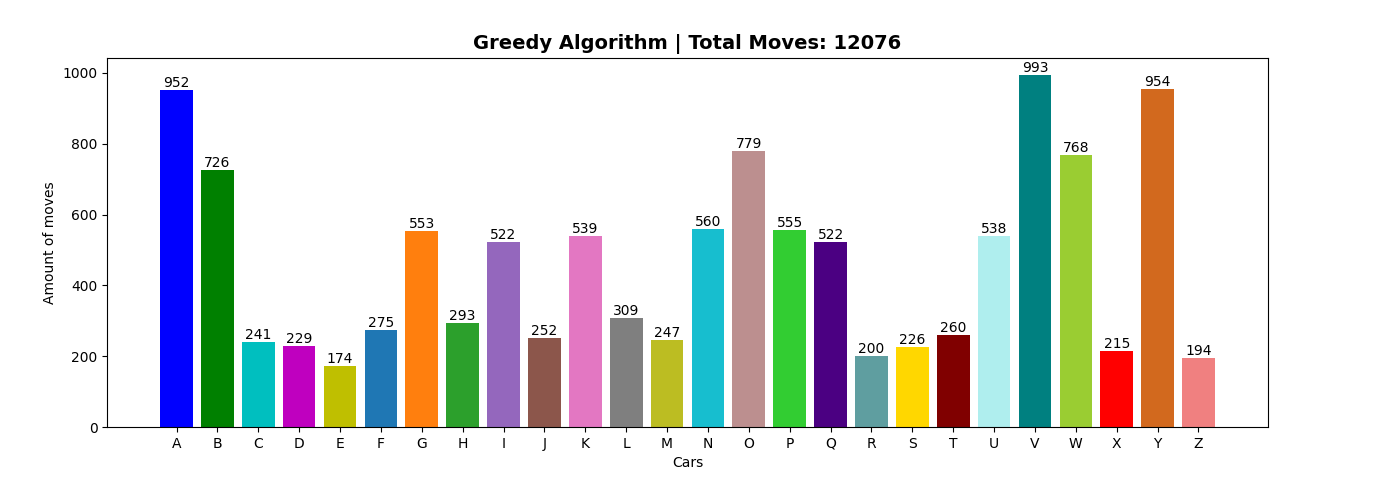 Greedy Algorithm | Total Moves: 12076
Amount of moves
1000
800
600
400
200
0
952 726 241 229 174 275 553 293 522 252 539 309 247 560 779 555 522 200 226 260 538 993 768 215 954 194
A B C D E F G H I J K L M N O P Q R S T U V W X Y Z
Cars